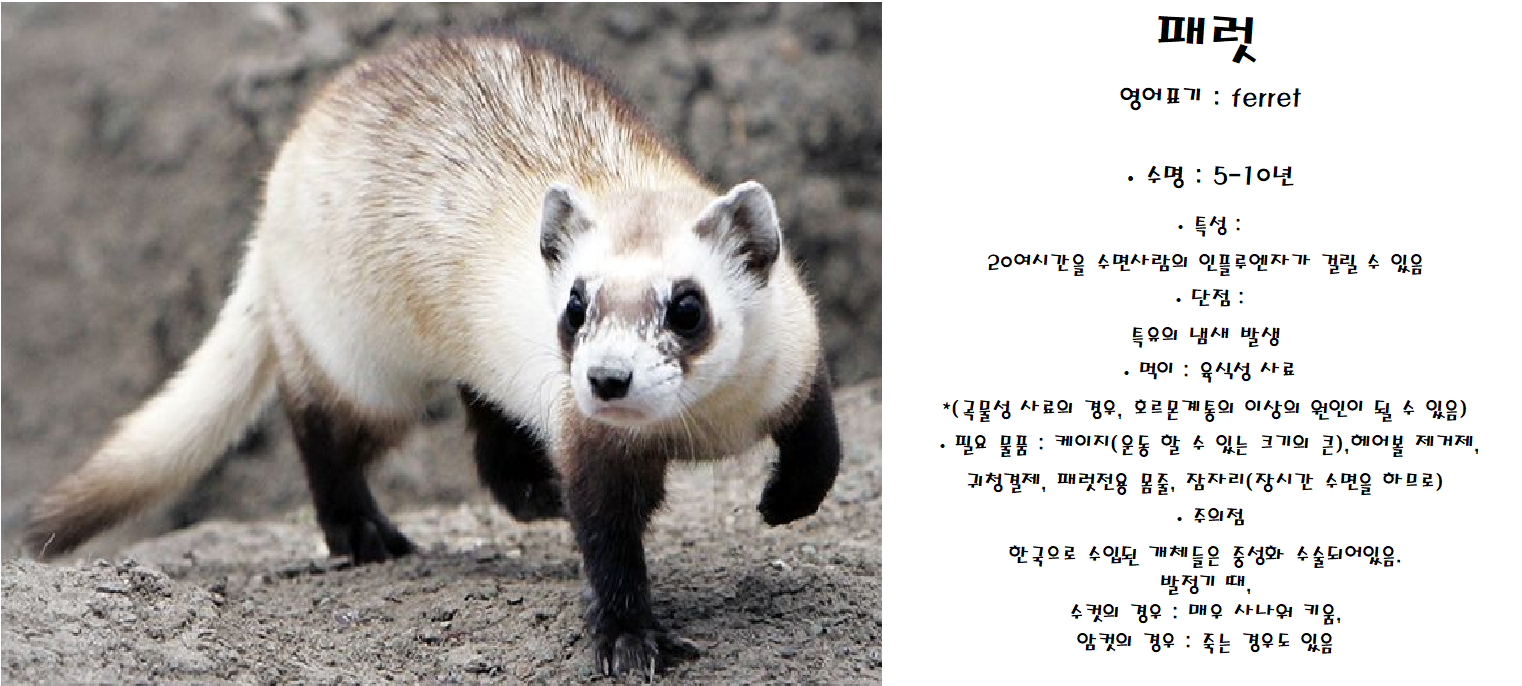 패럿
영어표기 : ferret
• 수명 : 5-10년
• 특성 :
20여시간을 수면사람의 인플루엔자가 걸릴 수 있음
• 단점 :
특유의 냄새 발생
• 먹이 : 육식성 사료
*(곡물성 사료의 경우, 호르몬계통의 이상의 원인이 될 수 있음)
• 필요 물품 : 케이지(운동 할 수 있는 크기의 큰),헤어볼 제거제,
귀청결제, 패럿전용 몸줄, 잠자리(장시간 수면을 하므로)
• 주의점
한국으로 수입된 개체들은 중성화 수술되어있음.
발정기 때,
수컷의 경우 : 매우 사나워 키움,
암컷의 경우 : 죽는 경우도 있음